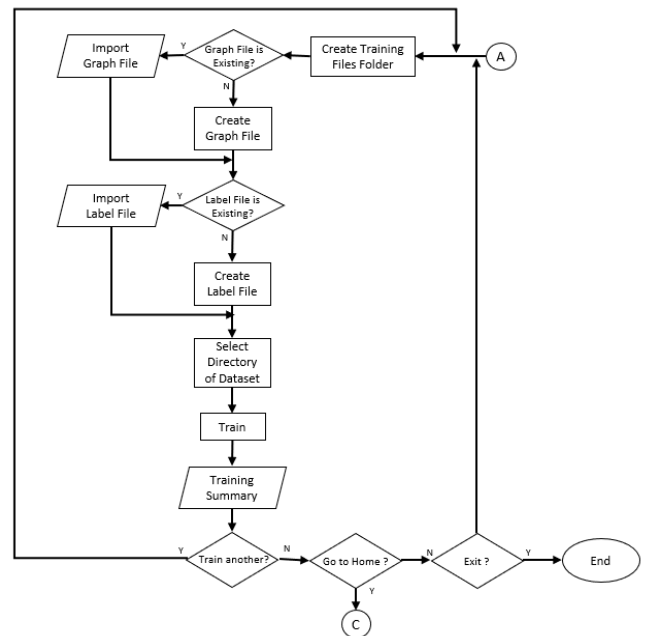 Import
Graph File
Y
Graph File is
Existing?
Create Training
Files Folder
A
N
Create
Graph File
Import
Label File
Y
Label File is
Existing?
N
Create
Label File
Select
Directory
of Dataset
Train
Training
Summary
Y
Train another?
N
Go to Home ?
N
Exit ?
Y
End
Y
C